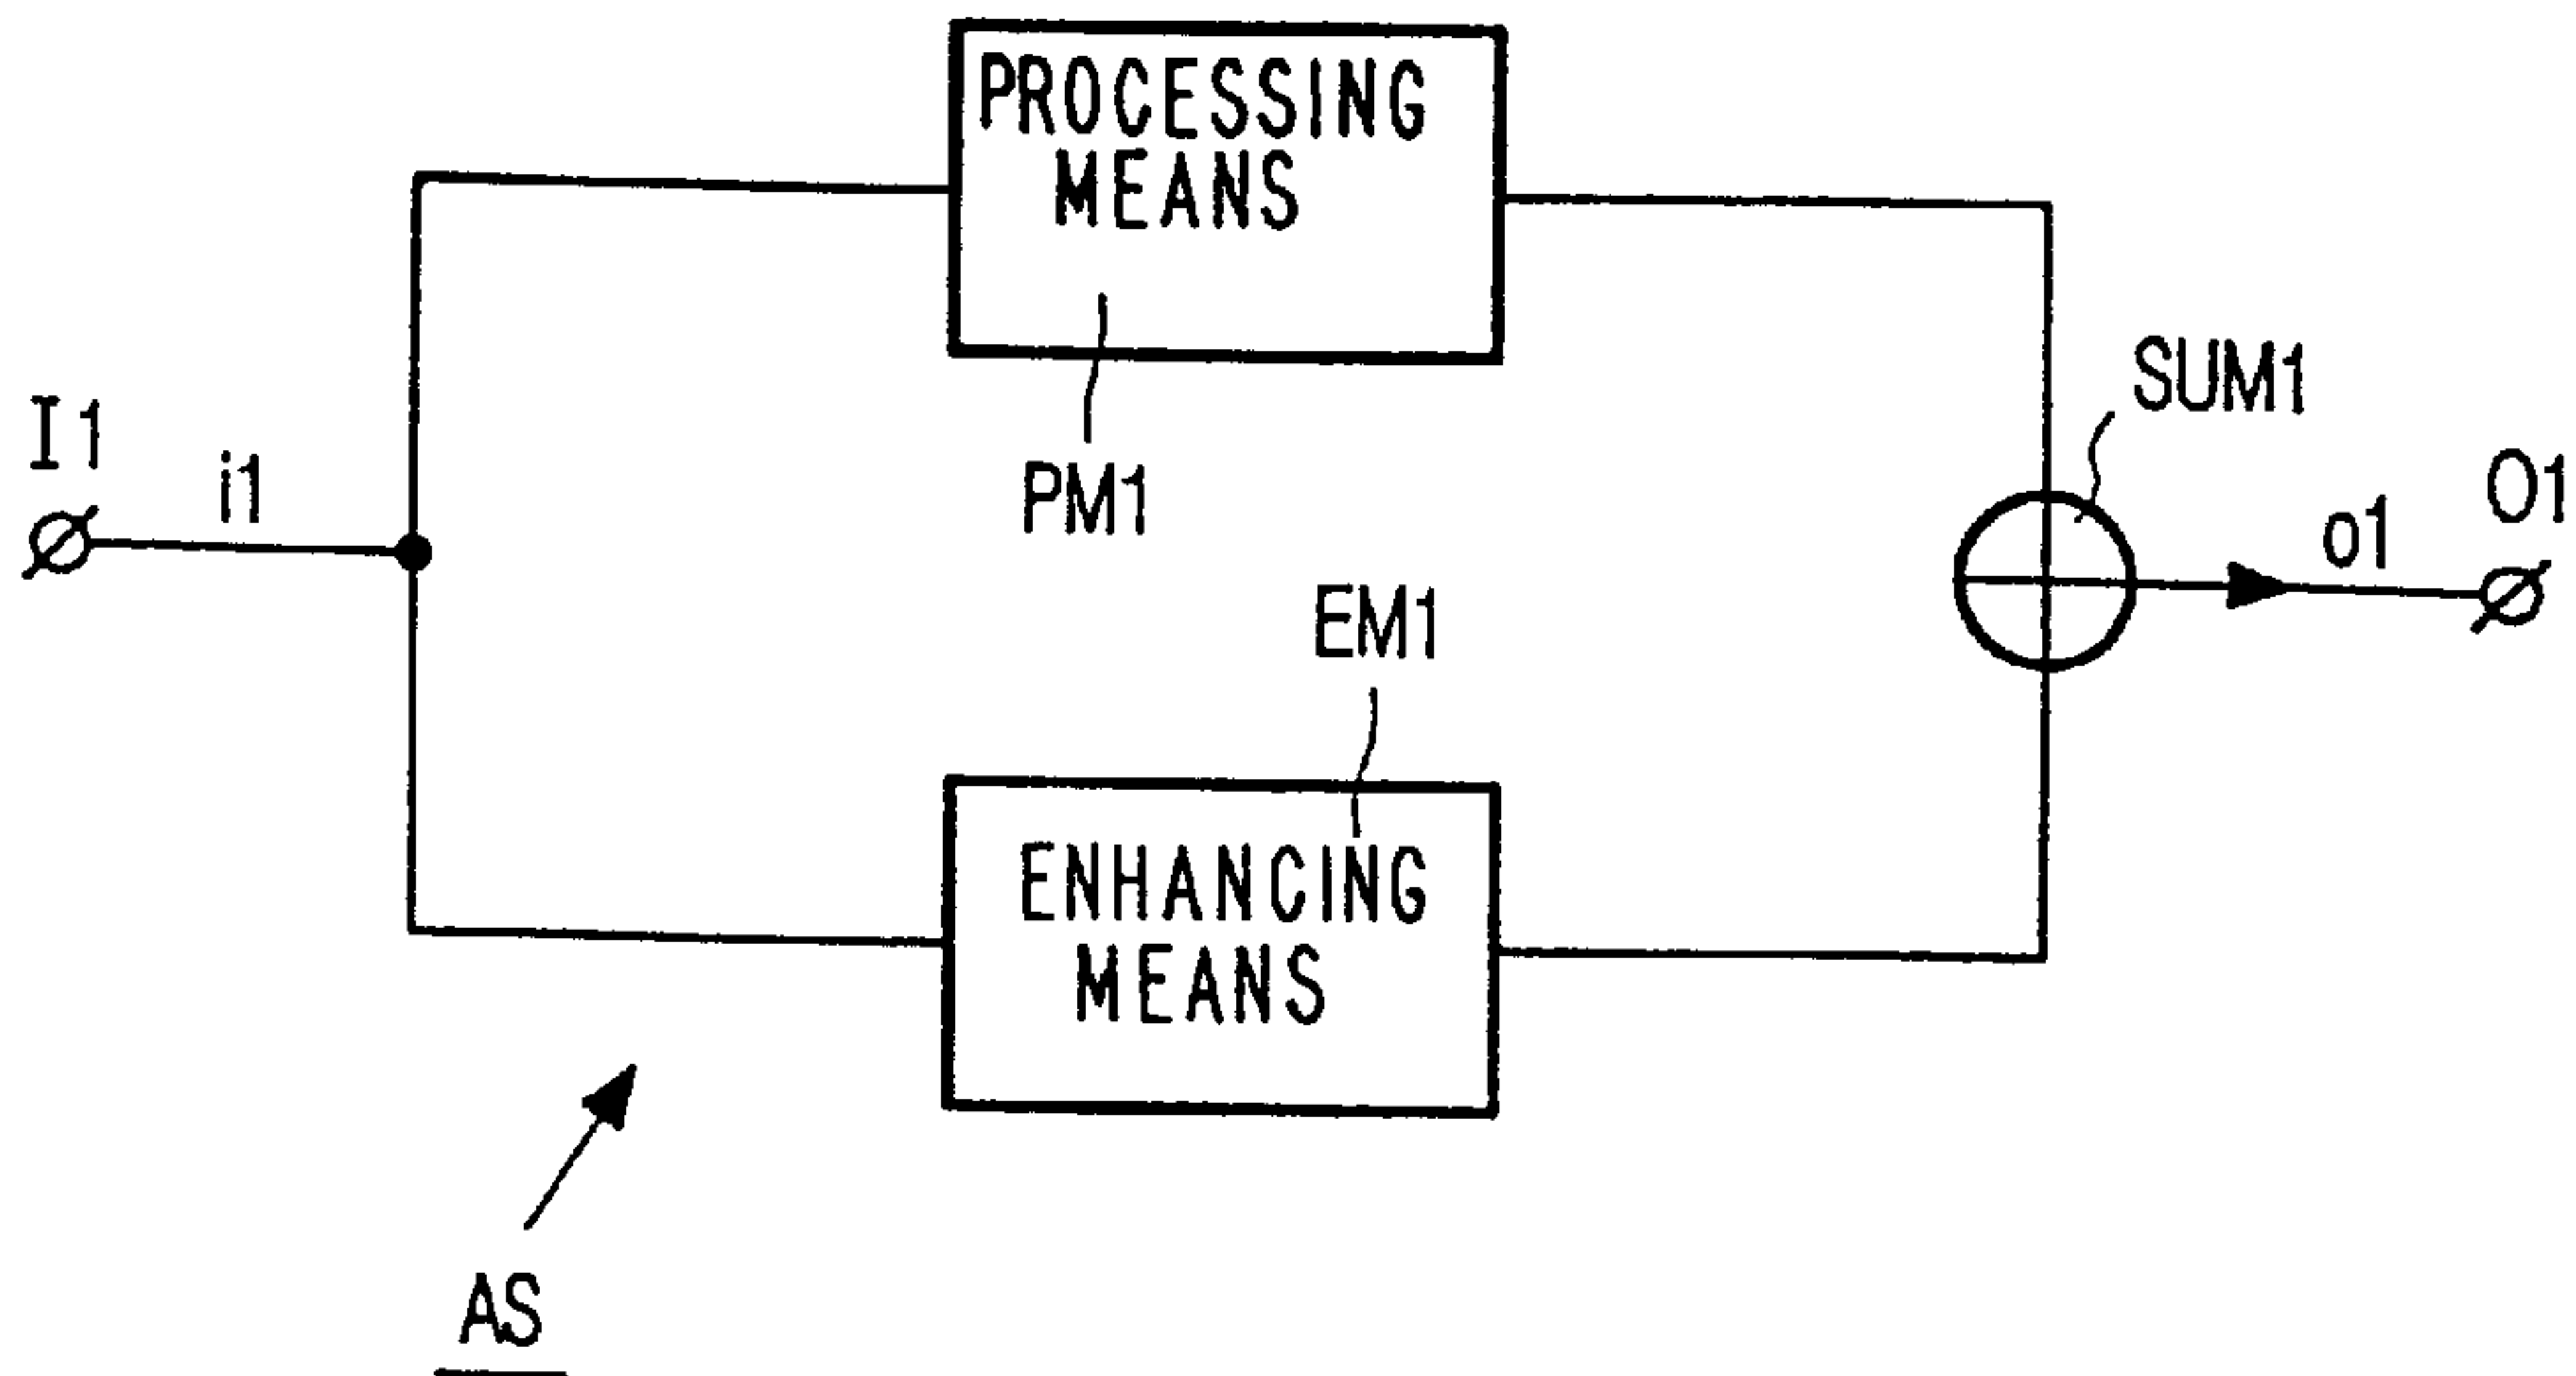 PROCESSING
MEANS
PM1
I1
i1
SUM1
O1
o1
EM1
ENHANCING
MEANS
AS